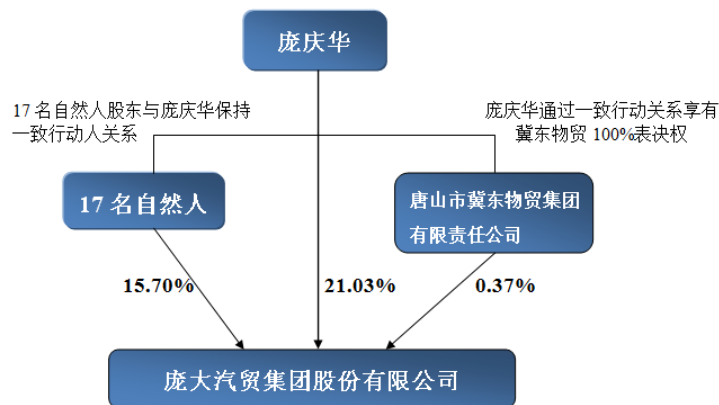 庞庆华
17 名自然人股东与庞庆华保持
一致行动人关系
庞庆华通过一致行动关系享有
冀东物贸 100%表决权
17 名自然人
唐山市冀东物贸集团
有限责任公司
15.70%
21.03%
0.37%
庞大汽贸集团股份有限公司